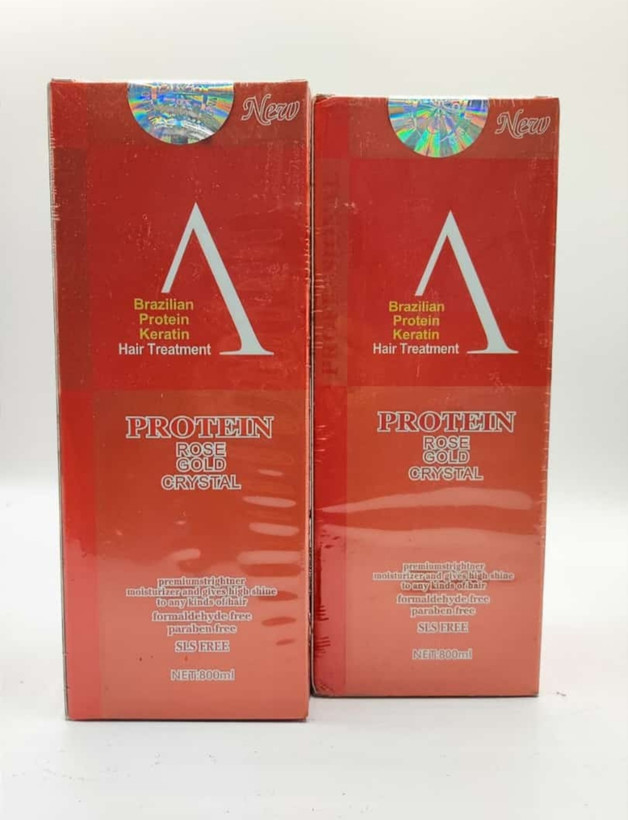 New
Λ
Brazilian
Protein
Keratin
Hair Treatment
PROTEIN
ROSE
GOLD
CRYSTAL
premiumstrightner
moisturizer and gives high shine
to any kinds of hair
formaldehyde free
paraben free
SLS FREE
NET:800ml
New
Λ
Brazilian
Protein
Keratin
Hair Treatment
PROTEIN
ROSE
GOLD
CRYSTAL
premiumstrightner
moisturizer and gives high shine
to any kinds of hair
formaldehyde free
paraben free
SLS FREE
NET:800ml